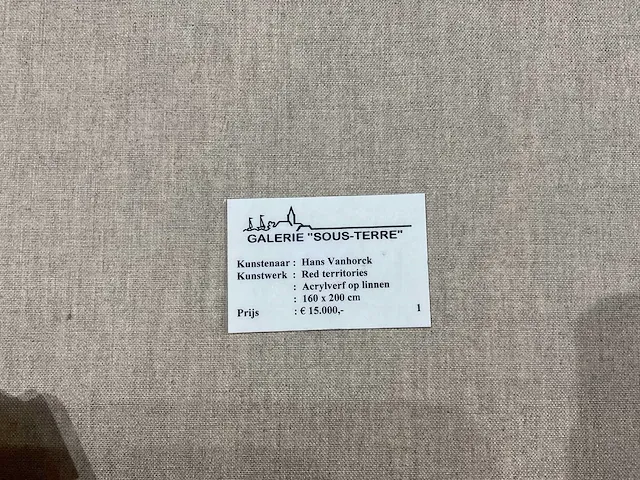 GALERIE "SOUS-TERRE"
Kunstenaar : Hans Vanhorck
Kunstwerk : Red territories
: Acrylverf op linnen
: 160 x 200 cm
Prijs : € 15.000,- 1